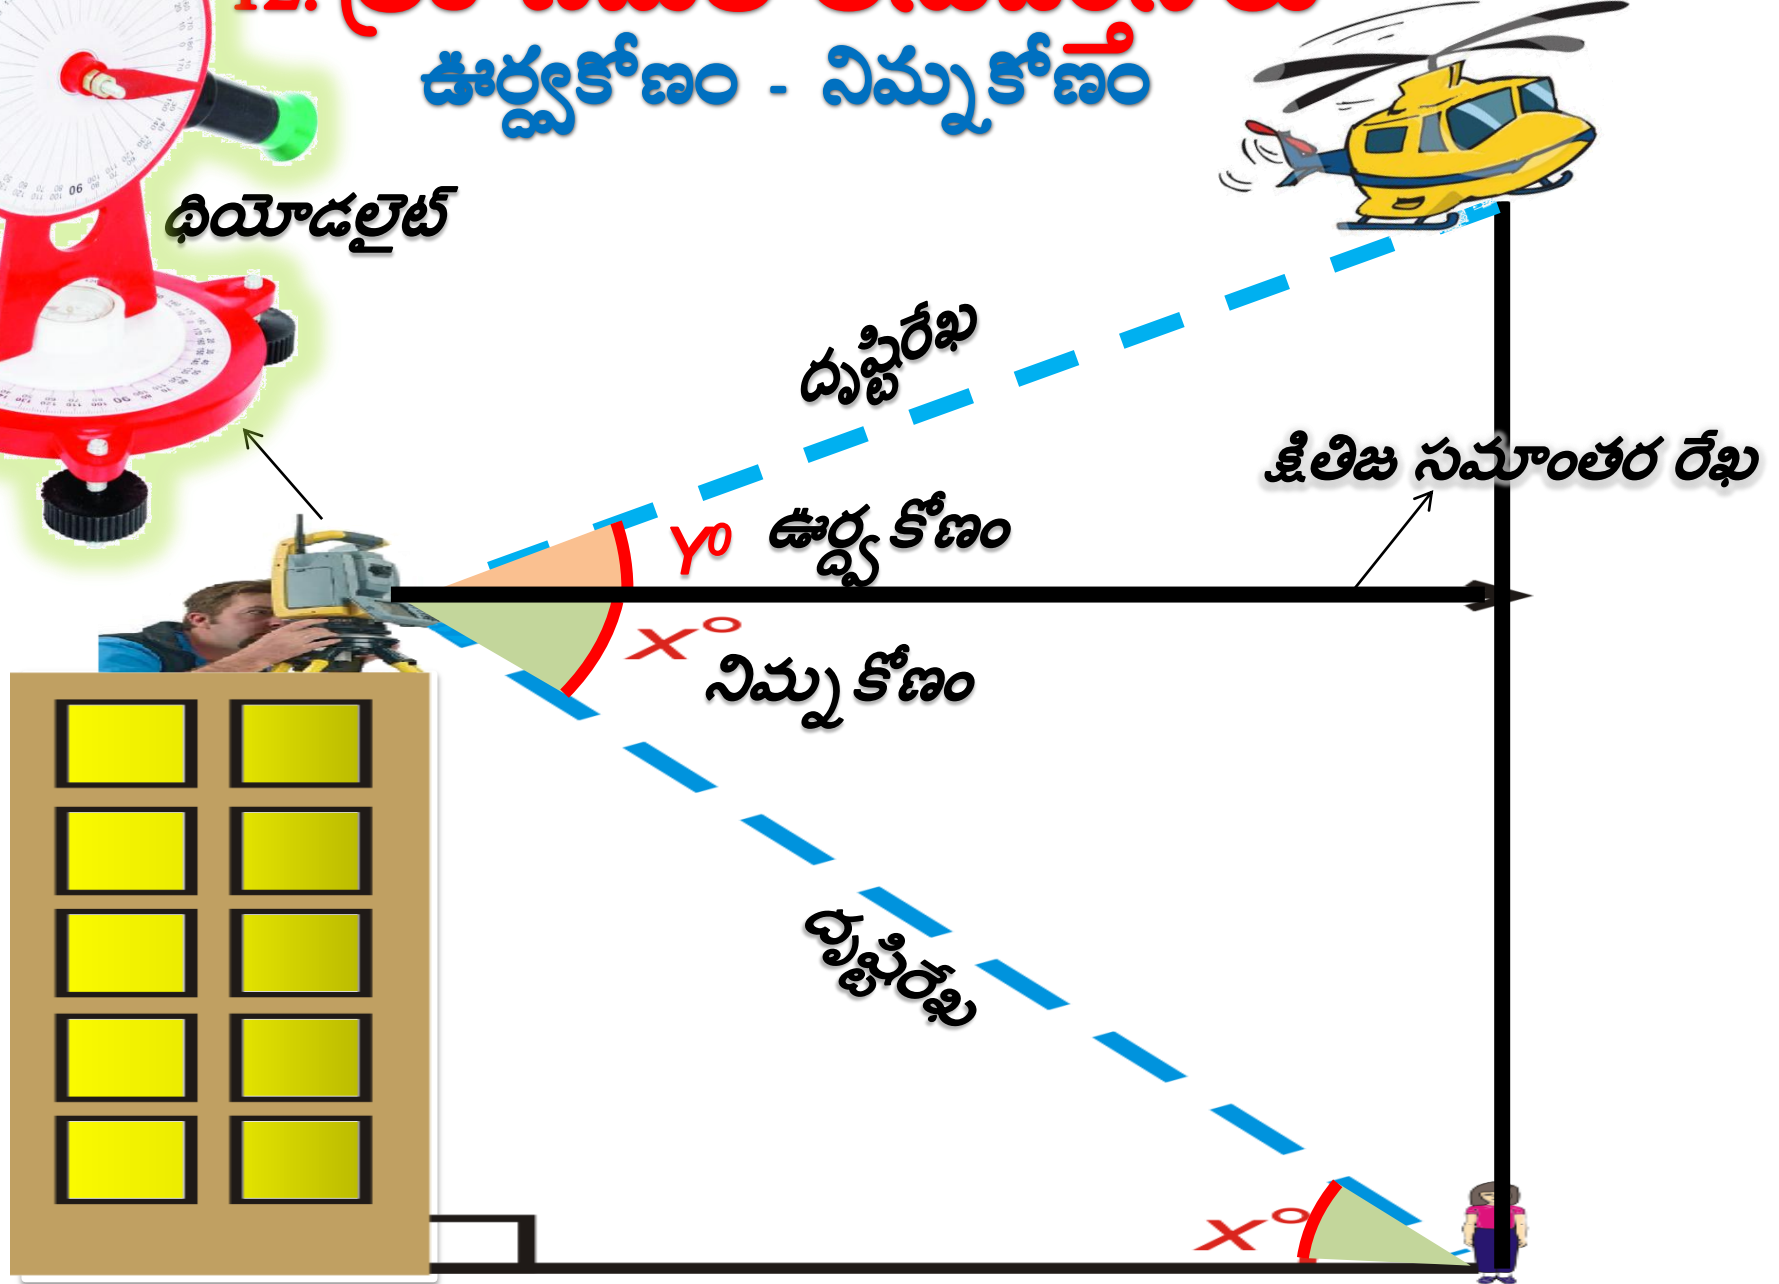 ఊర్ధ్వకోణం - నిమ్నకోణం
థియోడలైట్
దృష్టిరేఖ
క్షితిజ సమాంతర రేఖ
Y⁰ ఊర్ధ్వ కోణం
X°
నిమ్న కోణం
దృష్టిరేఖ
X°